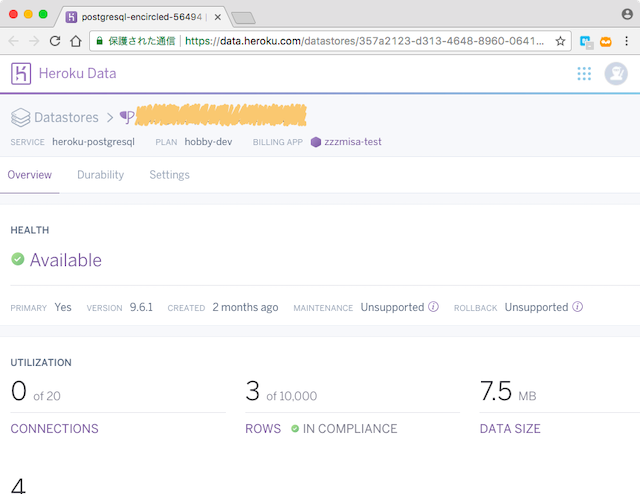 postgresql-encircled-56494 |
保護された通信 | https://data.heroku.com/datastores/357a2123-d313-4648-8960-0641...
Heroku Data
Datastores >
SERVICE heroku-postgresql PLAN hobby-dev BILLING APP zzzmisa-test
Overview Durability Settings
HEALTH
Available
PRIMARY Yes VERSION 9.6.1 CREATED 2 months ago MAINTENANCE Unsupported ROLLBACK Unsupported
UTILIZATION
0 of 20 3 of 10,000 7.5 MB
CONNECTIONS ROWS IN COMPLIANCE DATA SIZE
4